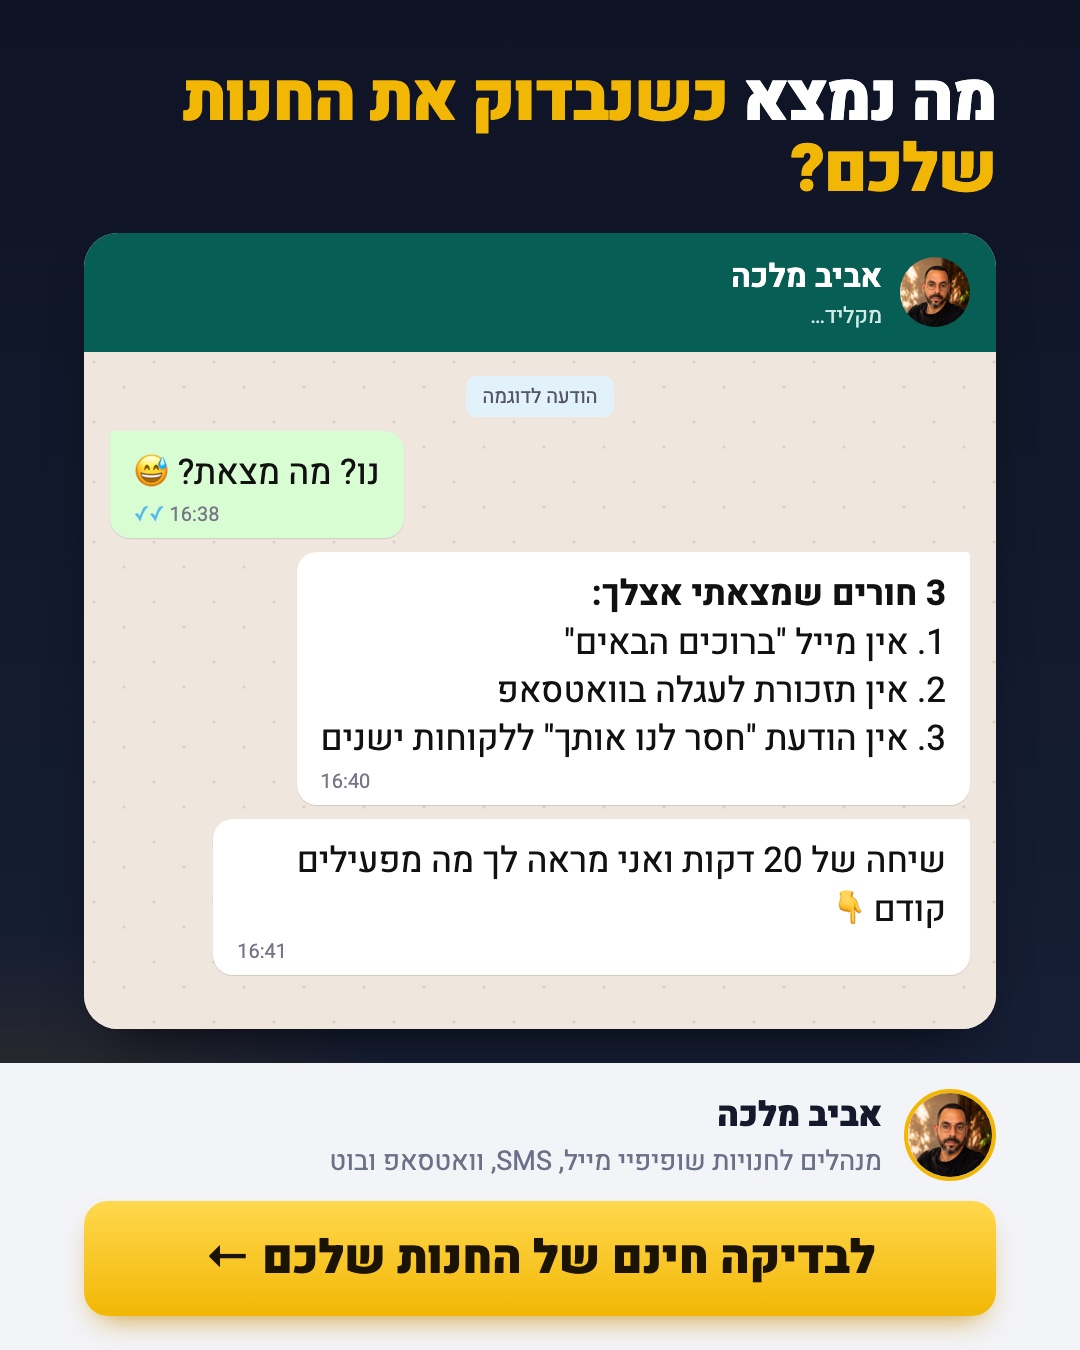 מה נמצא כשנבדוק את החנות
שלכם?
אביב מלכה
מקליד...
הודעה לדוגמה
נו? מה מצאת? 😅
16:38 ✓✓
3 חורים שמצאתי אצלך:
1. אין מייל "ברוכים הבאים"
2. אין תזכורת לעגלה בוואטסאפ
3. אין הודעת "חסר לנו אותך" ללקוחות ישנים
16:40
שיחה של 20 דקות ואני מראה לך מה מפעילים
קודם 👇
16:41
אביב מלכה
מנהלים לחנויות שופיפיי מייל, SMS, וואטסאפ ובוט
לבדיקה חינם של החנות שלכם ←